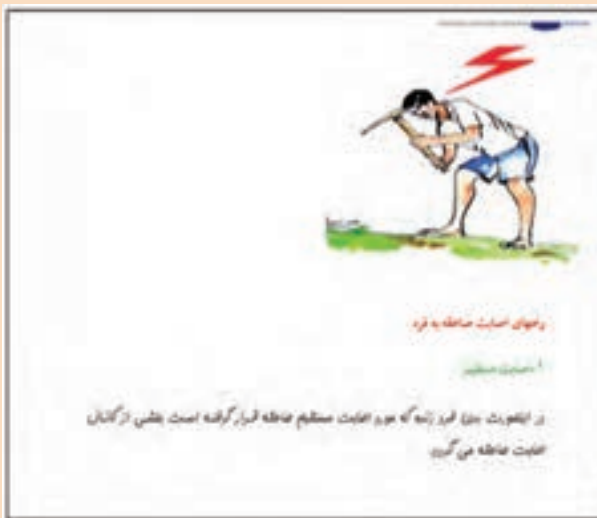 راههای اصابت صاعقه به فرد
۱-اصابت مستقیم
در اینصورت بدن فرد زنده که مورد اصابت مستقیم صاعقه قرار گرفته است بخشی از کانال
اصابت صاعقه می گردد